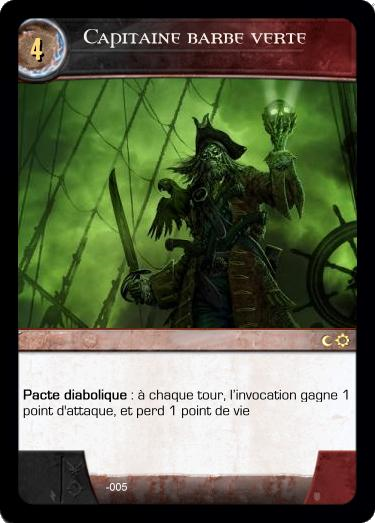 4
Capitaine barbe verte
Pacte diabolique : à chaque tour, l'invocation gagne 1
point d'attaque, et perd 1 point de vie
-005